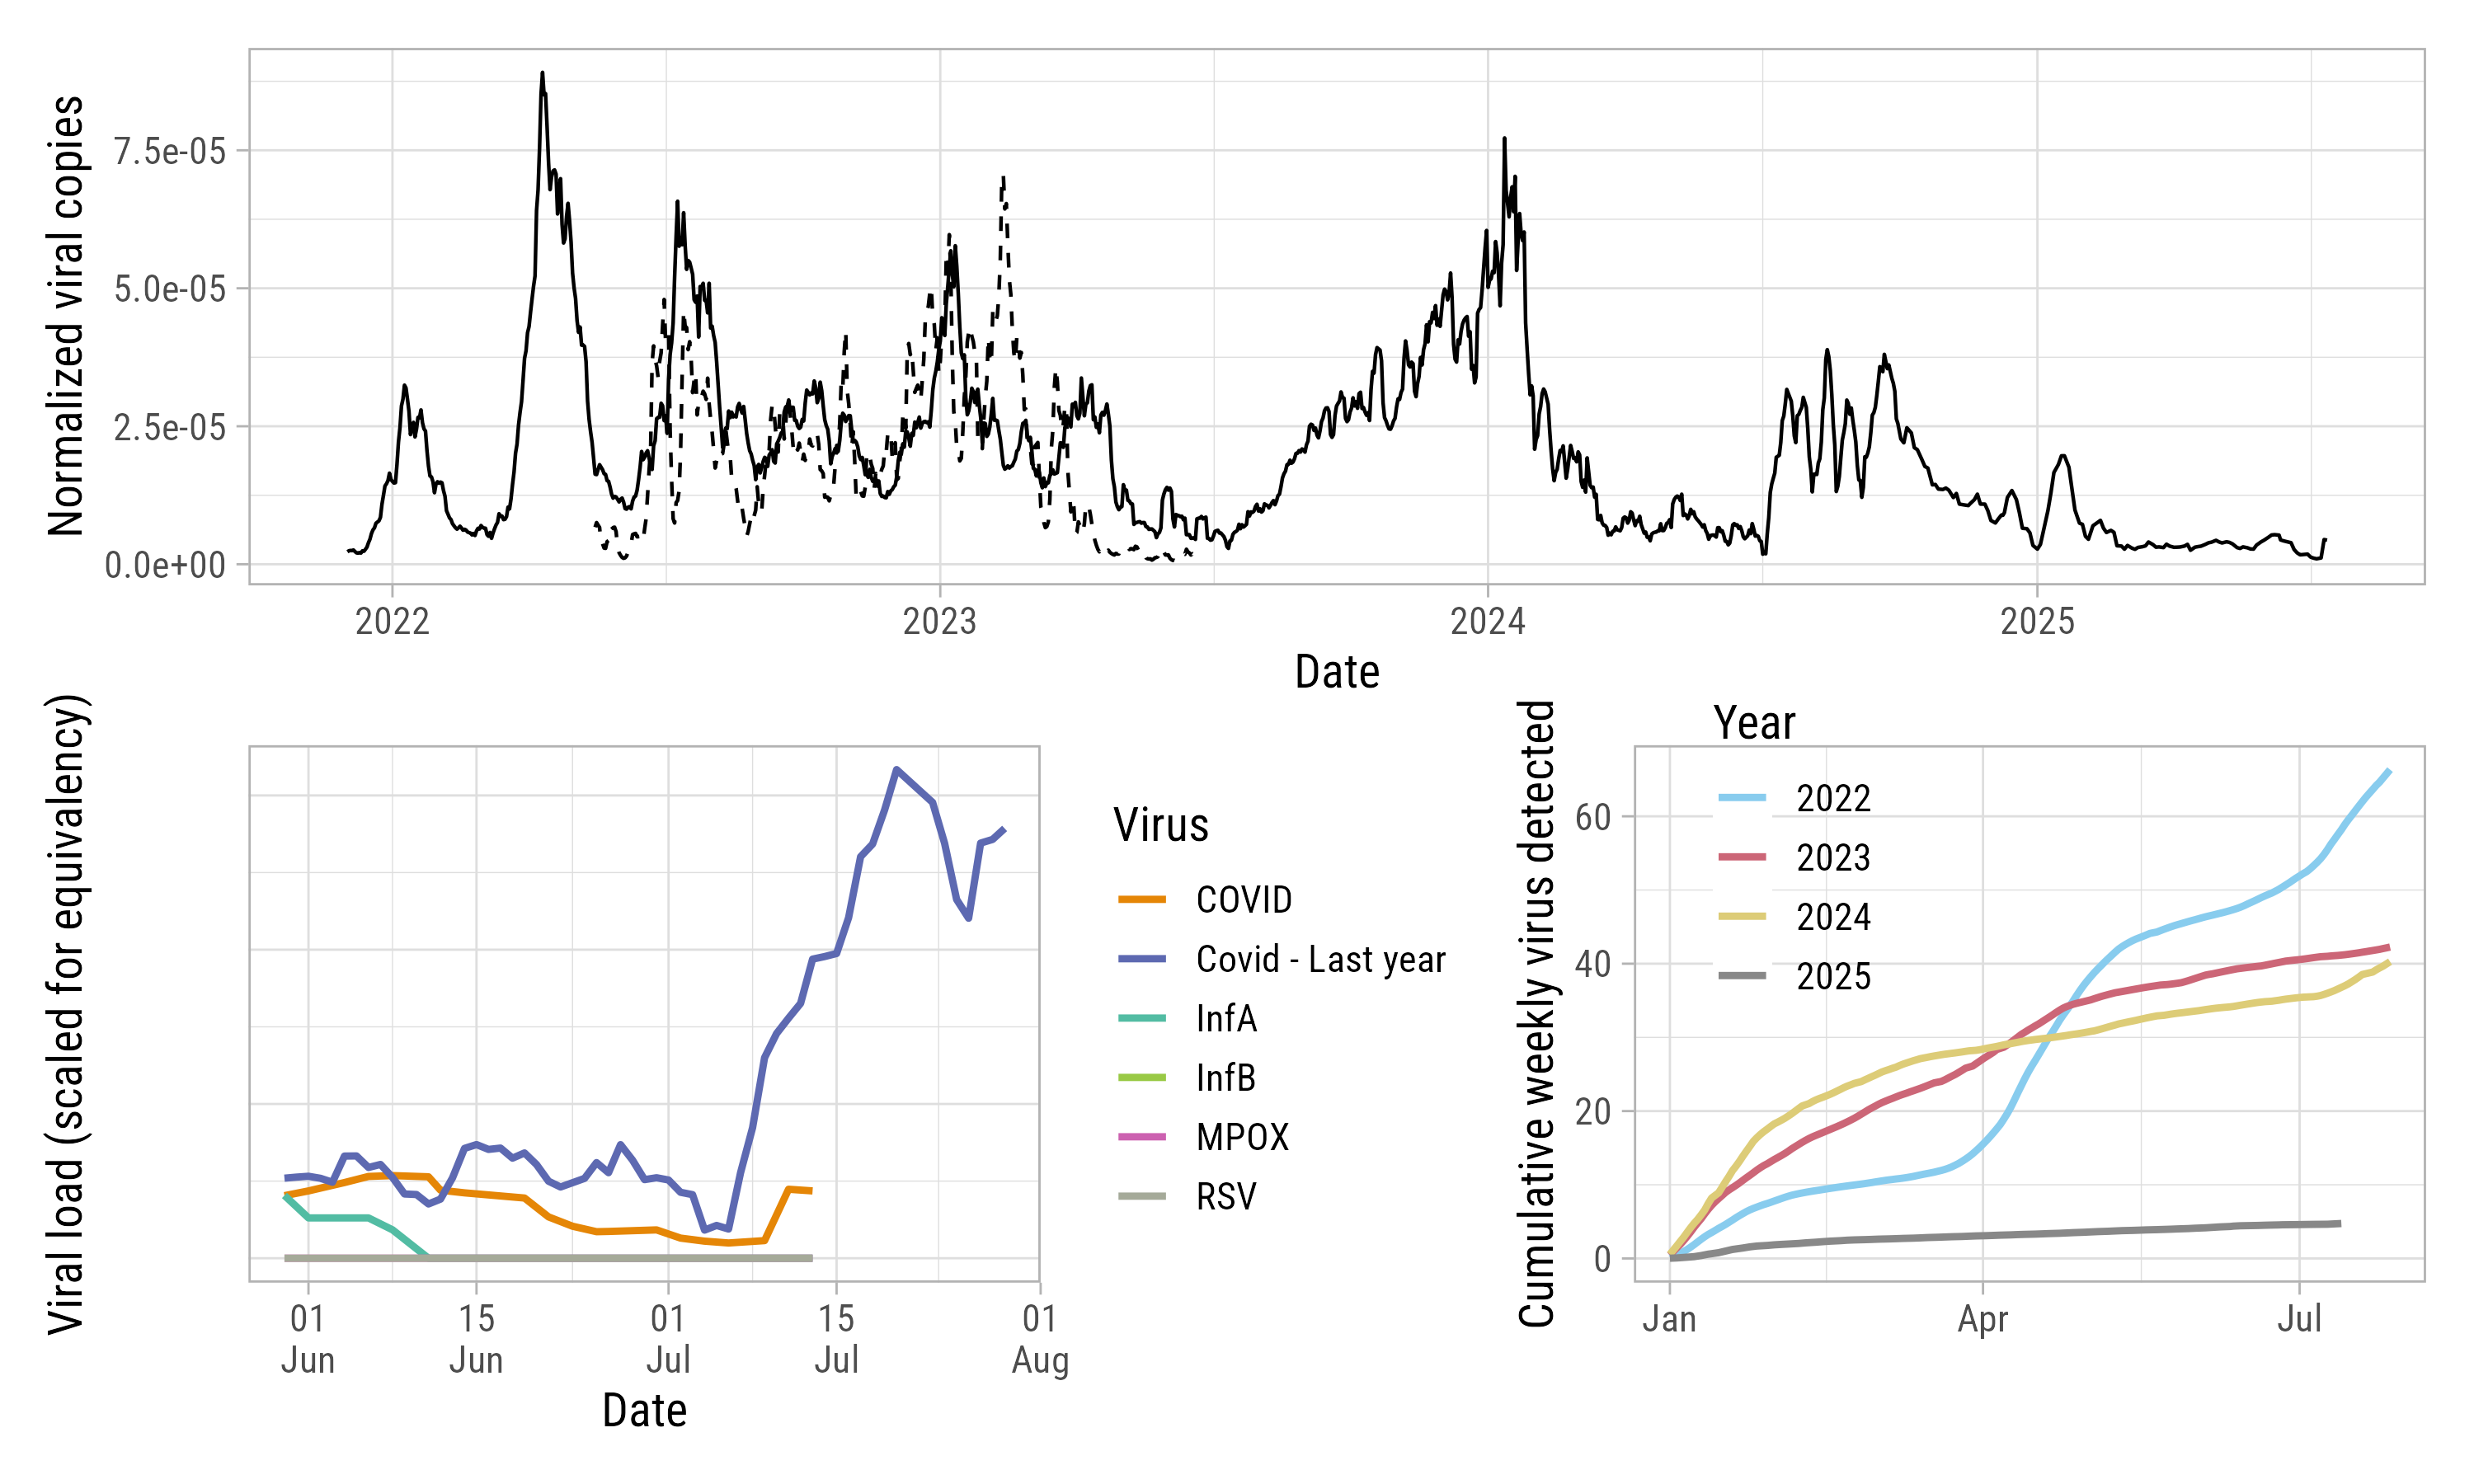 Normalized viral copies
7.5e-05
5.0e-05
2.5e-05
0.0e+00
2022
2023
2024
2025
Date
Viral load (scaled for equivalency)
01
Jun
15
Jun
01
Jul
15
Jul
01
Aug
Date
Virus
COVID
Covid - Last year
InfA
InfB
MPOX
RSV
Cumulative weekly virus detected
60
40
20
0
Year
2022
2023
2024
2025
Jan
Apr
Jul